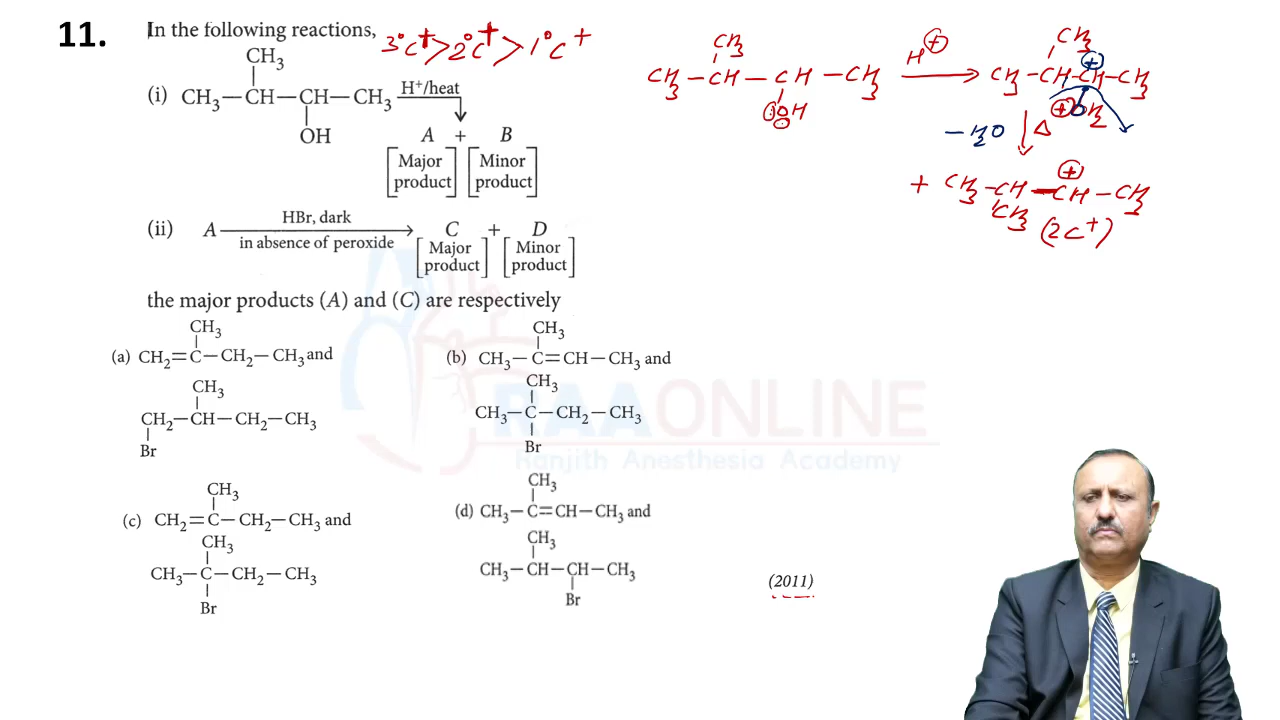 11.
In the following reactions,
3°C⁺ > 2°C⁺ > 1°C⁺
CH₃
(i) CH₃—CH—CH—CH₃ H⁺/heat
OH
A + B
[Major product] [Minor product]
(ii) A HBr, dark
in absence of peroxide
C + D
[Major product] [Minor product]
the major products (A) and (C) are respectively
CH₃
(a) CH₂=C—CH₂—CH₃ and
CH₃
CH₂—CH—CH₂—CH₃
Br
CH₃
(b) CH₃—C=CH—CH₃ and
CH₃
CH₃—C—CH₂—CH₃
Br
CH₃
(c) CH₂=C—CH₂—CH₃ and
CH₃
CH₃—C—CH₂—CH₃
Br
CH₃
(d) CH₃—C=CH—CH₃ and
CH₃
CH₃—CH—CH—CH₃
Br
(2011)
CH₃
CH₃—CH—CH—CH₃ H⊕
OH
CH₃
CH₃—CH—CH—CH₃
⊕OH₂
−H₂O Δ
+ CH₃—CH—CH—CH₃
⊕
CH₃ (2C⁺)
RAAONLINE
Ranjith Anesthesia Academy